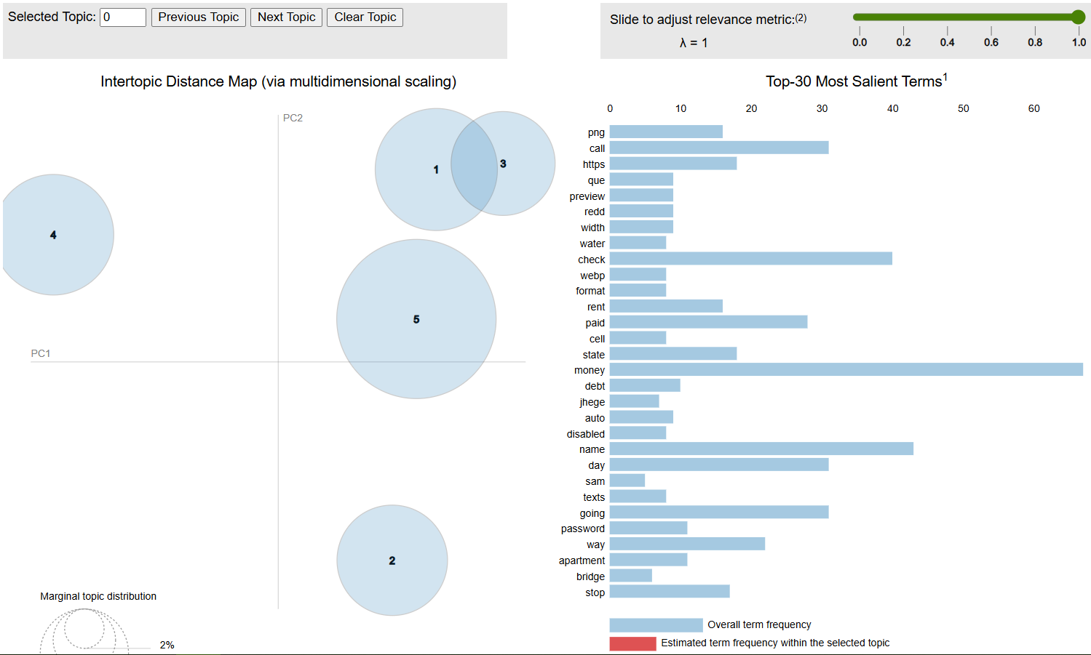 Selected Topic: 0 Previous Topic Next Topic Clear Topic
Slide to adjust relevance metric:(2)
λ = 1
0.0 0.2 0.4 0.6 0.8 1.0
Intertopic Distance Map (via multidimensional scaling)
PC2
PC1
1
3
4
5
2
Marginal topic distribution
2%
Top-30 Most Salient Terms1
0 10 20 30 40 50 60
png
call
https
que
preview
redd
width
water
check
webp
format
rent
paid
cell
state
money
debt
jhege
auto
disabled
name
day
sam
texts
going
password
way
apartment
bridge
stop
Overall term frequency
Estimated term frequency within the selected topic